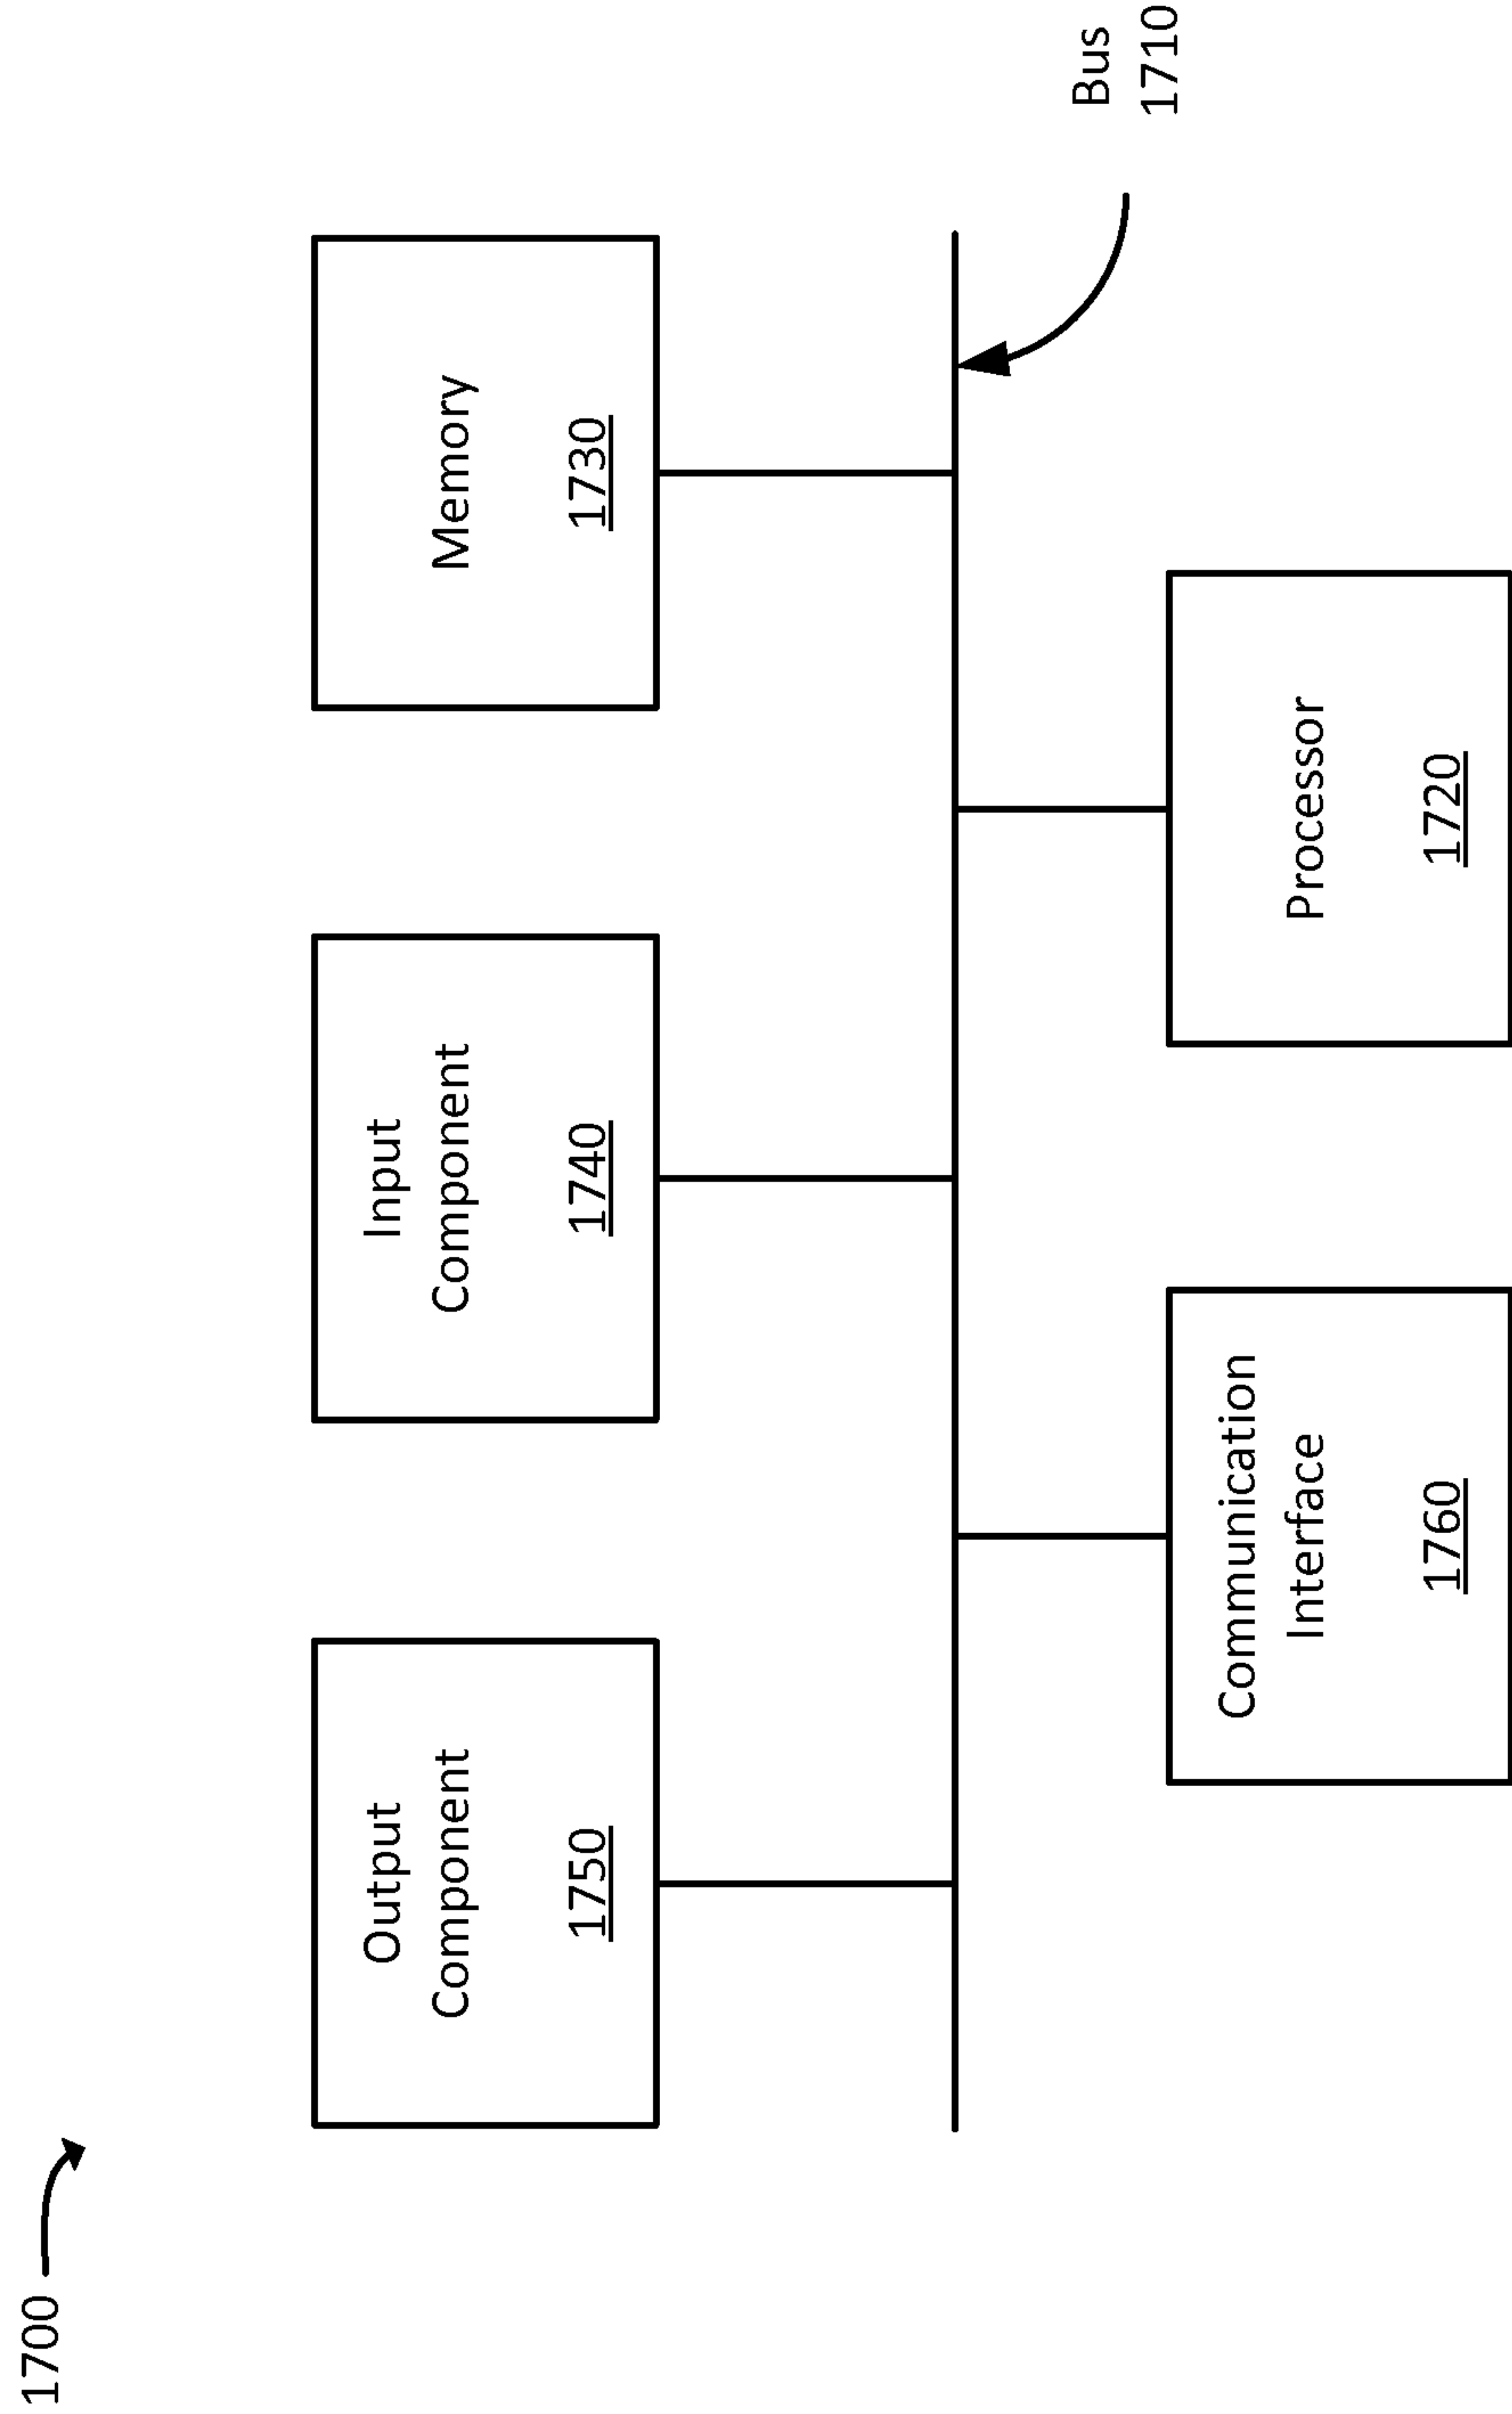 1700
Output
Component
1750
Input
Component
1740
Memory
1730
Bus
1710
Communication
Interface
1760
Processor
1720